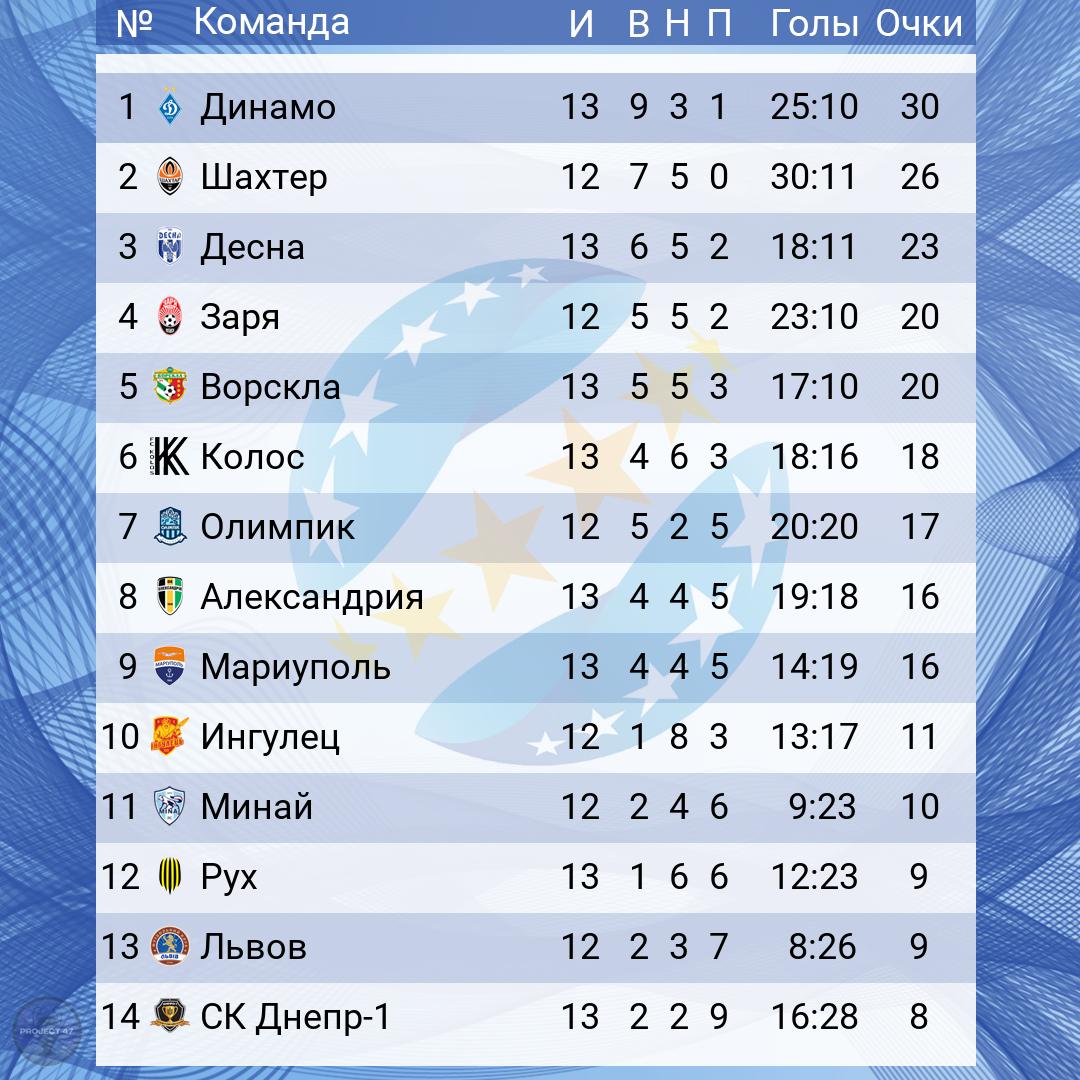 № Команда И В Н П Голы Очки
1 Динамо 13 9 3 1 25:10 30
2 Шахтер 12 7 5 0 30:11 26
3 Десна 13 6 5 2 18:11 23
4 Заря 12 5 5 2 23:10 20
5 Ворскла 13 5 5 3 17:10 20
6 Колос 13 4 6 3 18:16 18
7 Олимпик 12 5 2 5 20:20 17
8 Александрия 13 4 4 5 19:18 16
9 Мариуполь 13 4 4 5 14:19 16
10 Ингулец 12 1 8 3 13:17 11
11 Минай 12 2 4 6 9:23 10
12 Рух 13 1 6 6 12:23 9
13 Львов 12 2 3 7 8:26 9
14 СК Днепр-1 13 2 2 9 16:28 8
PROJECT 47